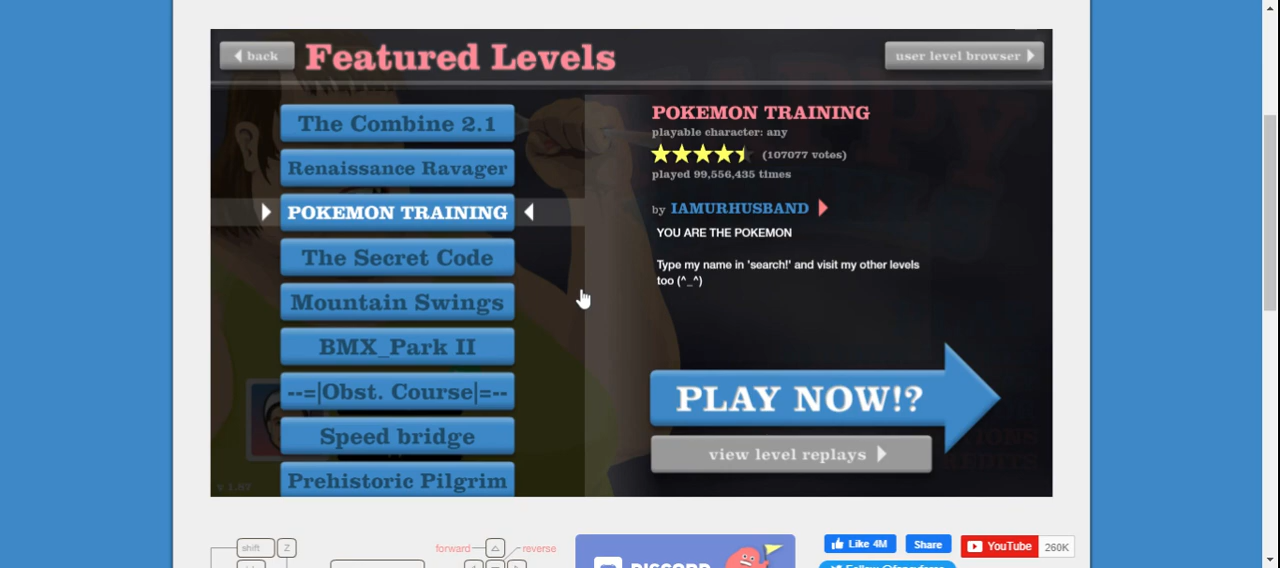 back
Featured Levels
user level browser
The Combine 2.1
Renaissance Ravager
POKEMON TRAINING
The Secret Code
Mountain Swings
BMX_Park II
--=|Obst. Course|=--
Speed bridge
Prehistoric Pilgrim
v 1.87
POKEMON TRAINING
playable character: any
(107077 votes)
played 99,556,435 times
by IAMURHUSBAND
YOU ARE THE POKEMON
Type my name in 'search!' and visit my other levels
too (^_^)
PLAY NOW!?
view level replays
shift Z
forward reverse
DISCORD
Like 4M Share YouTube 260K